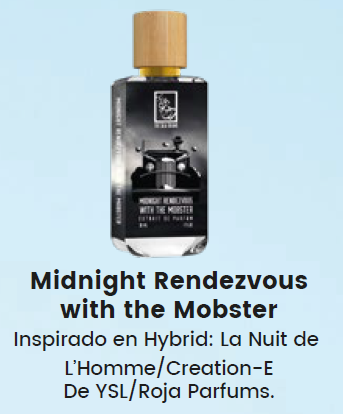 MIDNIGHT RENDEZVOUS
WITH THE MOBSTER
EXTRAIT DE PARFUM
Midnight Rendezvous
with the Mobster
Inspirado en Hybrid: La Nuit de
L'Homme/Creation-E
De YSL/Roja Parfums.